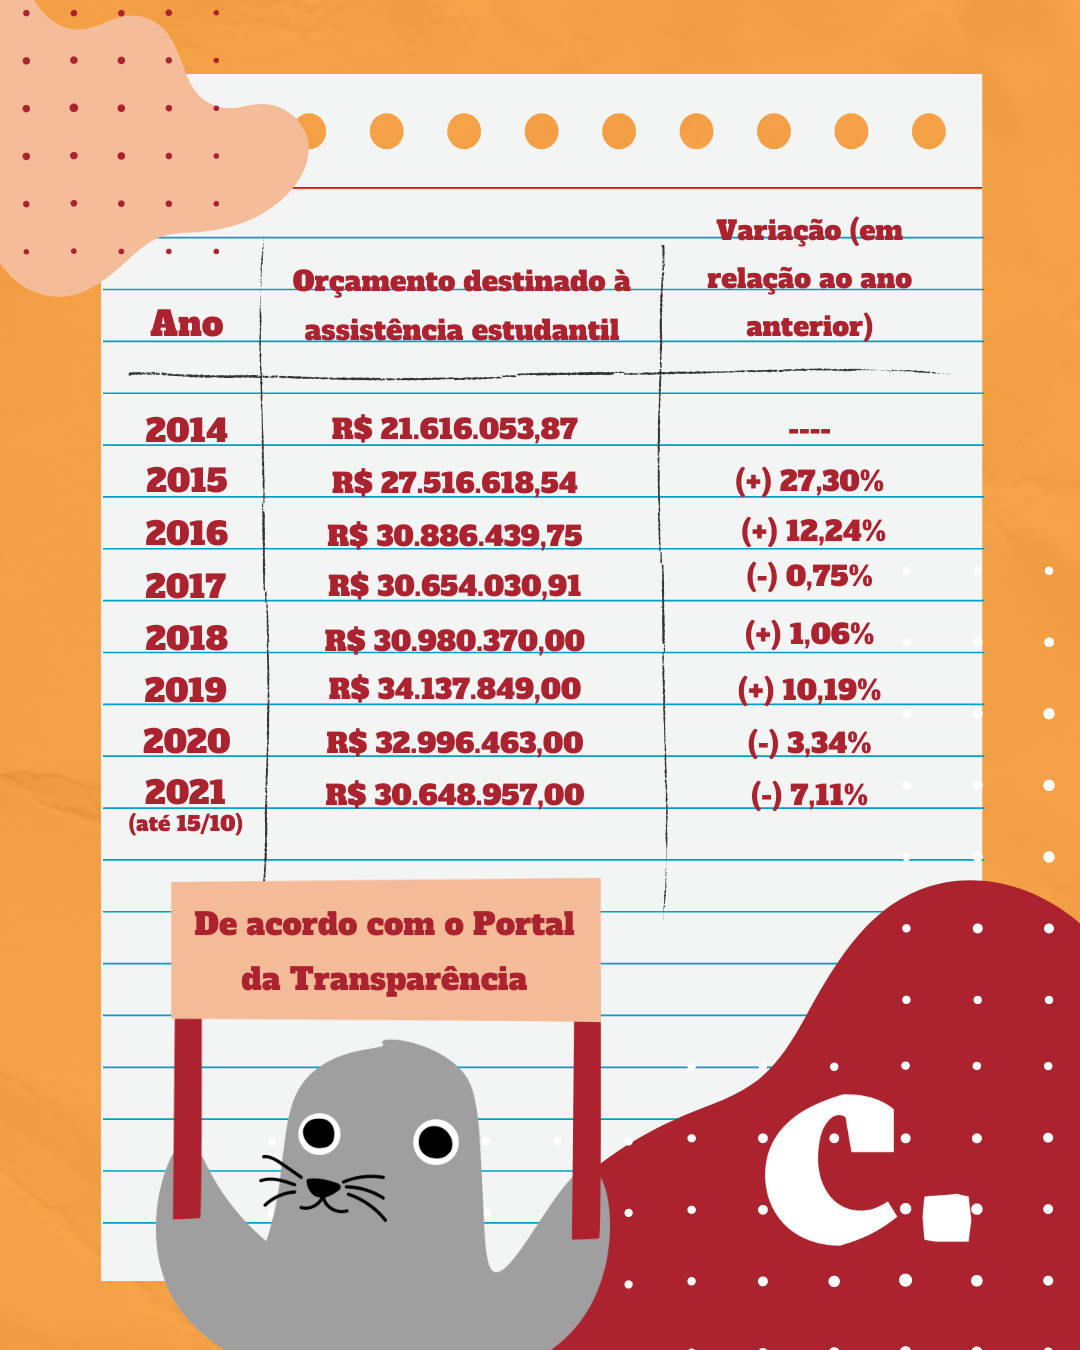 Ano
Orçamento destinado à
assistência estudantil
Variação (em
relação ao ano
anterior)
2014 R$ 21.616.053,87 ----
2015 R$ 27.516.618,54 (+) 27,30%
2016 R$ 30.886.439,75 (+) 12,24%
2017 R$ 30.654.030,91 (-) 0,75%
2018 R$ 30.980.370,00 (+) 1,06%
2019 R$ 34.137.849,00 (+) 10,19%
2020 R$ 32.996.463,00 (-) 3,34%
2021 R$ 30.648.957,00 (-) 7,11%
(até 15/10)
De acordo com o Portal
da Transparência
c.